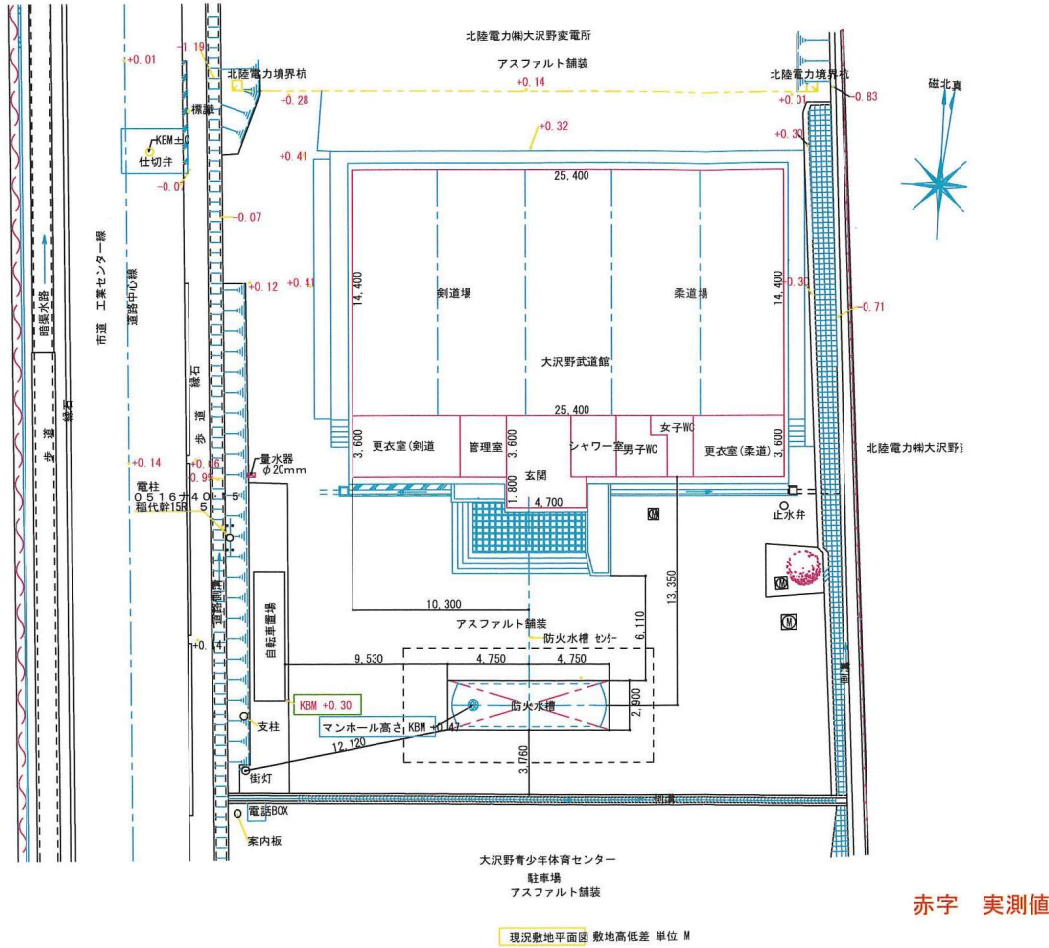 北陸電力㈱大沢野変電所
アスファルト舗装
+0.01
-1.19
北陸電力境界杭
-0.28
+0.14
北陸電力境界杭
+0.01
-0.83
磁北真
標識
+0.32
+0.30
仕切弁
+0.41
-0.07
25,400
-0.07
市道 工業センター線
道路中心線
暗渠水路
+0.12
+0.41
14,400
剣道場
柔道場
14,400
-0.71
大沢野武道館
縁石
縁石
歩道
歩道
25,400
3,600
更衣室(剣道
管理室
3,600
シャワー室
男子WC
女子WC
更衣室(柔道)
3,600
玄関
1,800
4,700
北陸電力㈱大沢野
+0.14
量水器
φ20mm
電柱
止水弁
道路側溝
自転車置場
10,300
アスファルト舗装
防火水槽 センター
6,110
13,350
4,750
4,750
KBM +0.30
防火水槽
2,900
マンホール高さ KBM +0.47
支柱
12,120
街灯
側溝
電話BOX
案内板
大沢野青少年体育センター
駐車場
アスファルト舗装
赤字 実測値
現況敷地平面図 敷地高低差 単位 M